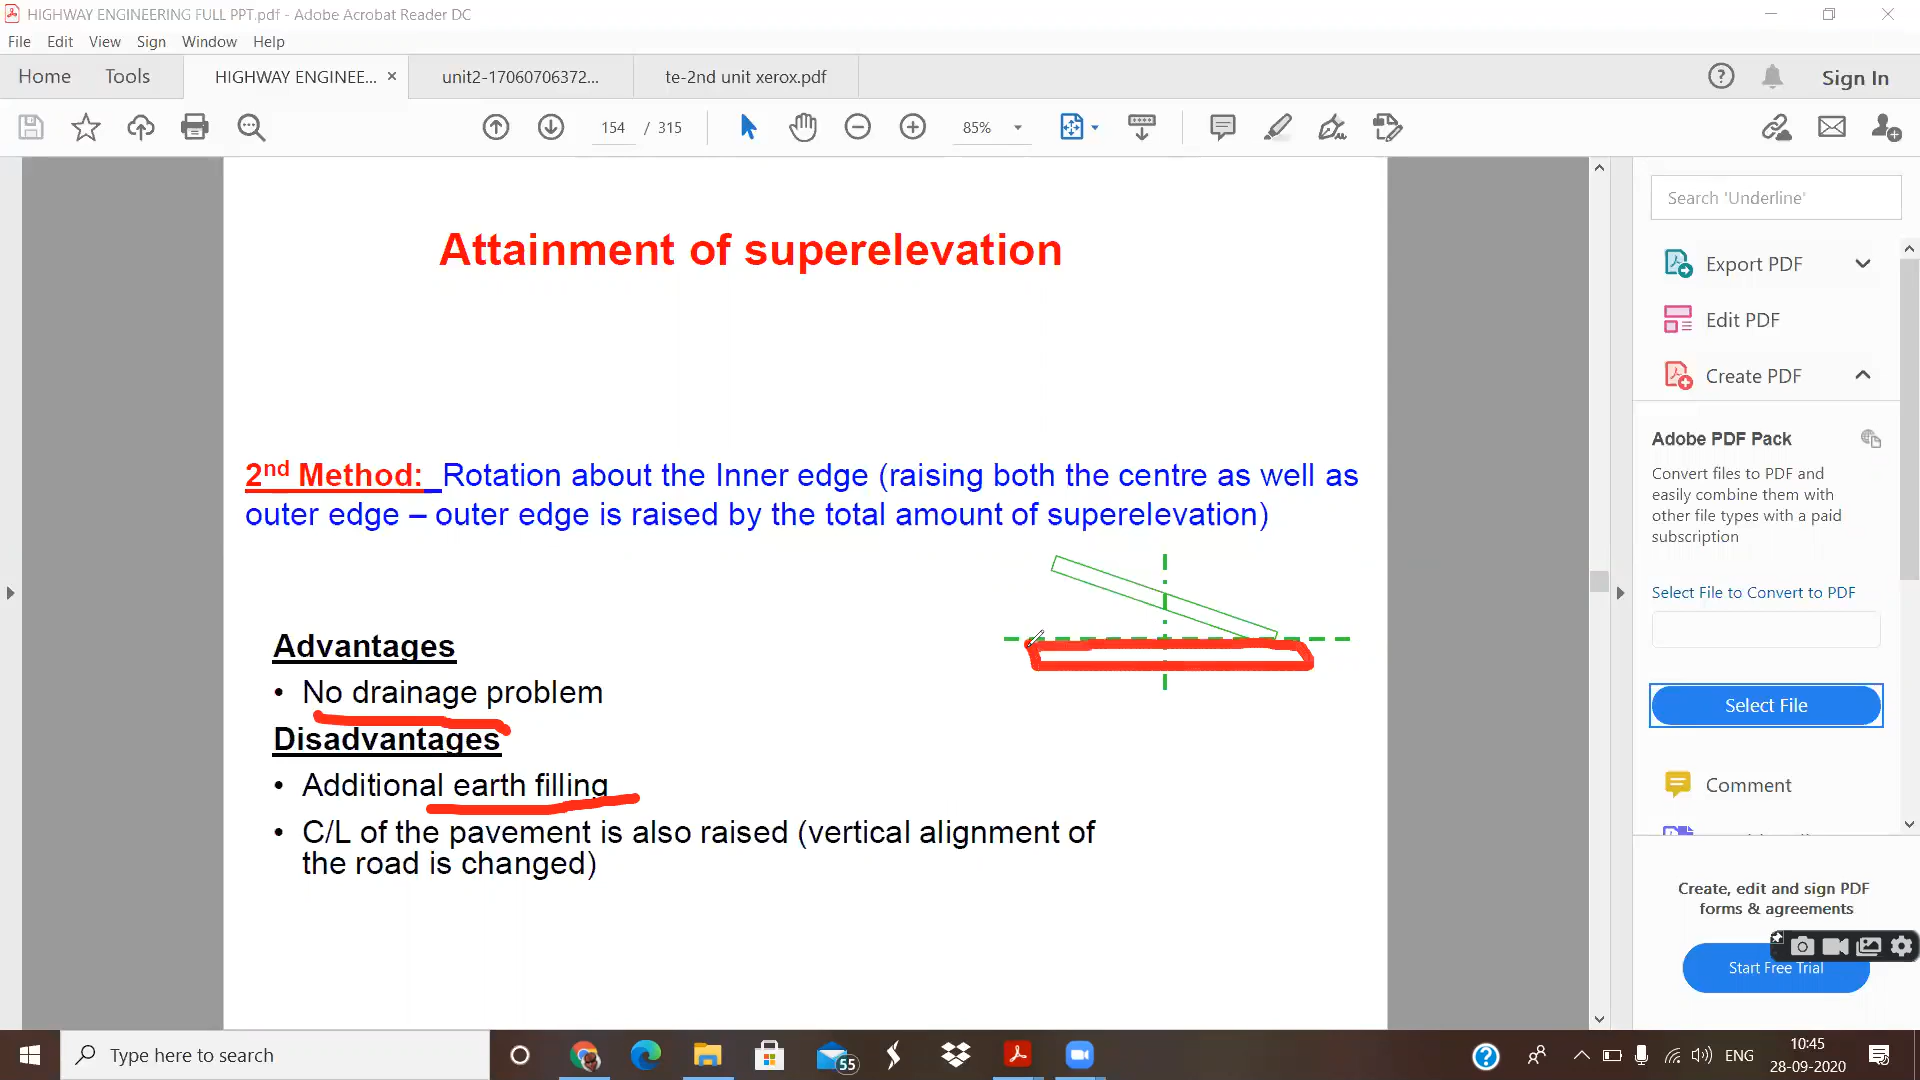 HIGHWAY ENGINEERING FULL PPT.pdf - Adobe Acrobat Reader DC
File Edit View Sign Window Help
Home Tools HIGHWAY ENGINEE... × unit2-17060706372... te-2nd unit xerox.pdf Sign In
154 / 315 85%
Search 'Underline'
Export PDF
Edit PDF
Create PDF
Adobe PDF Pack
Convert files to PDF and
easily combine them with
other file types with a paid
subscription
Select File to Convert to PDF
Select File
Comment
Create, edit and sign PDF
forms & agreements
Start Free Trial
Attainment of superelevation
2nd Method: Rotation about the Inner edge (raising both the centre as well as
outer edge – outer edge is raised by the total amount of superelevation)
Advantages
• No drainage problem
Disadvantages
• Additional earth filling
• C/L of the pavement is also raised (vertical alignment of
the road is changed)
Type here to search
55
ENG
10:45
28-09-2020